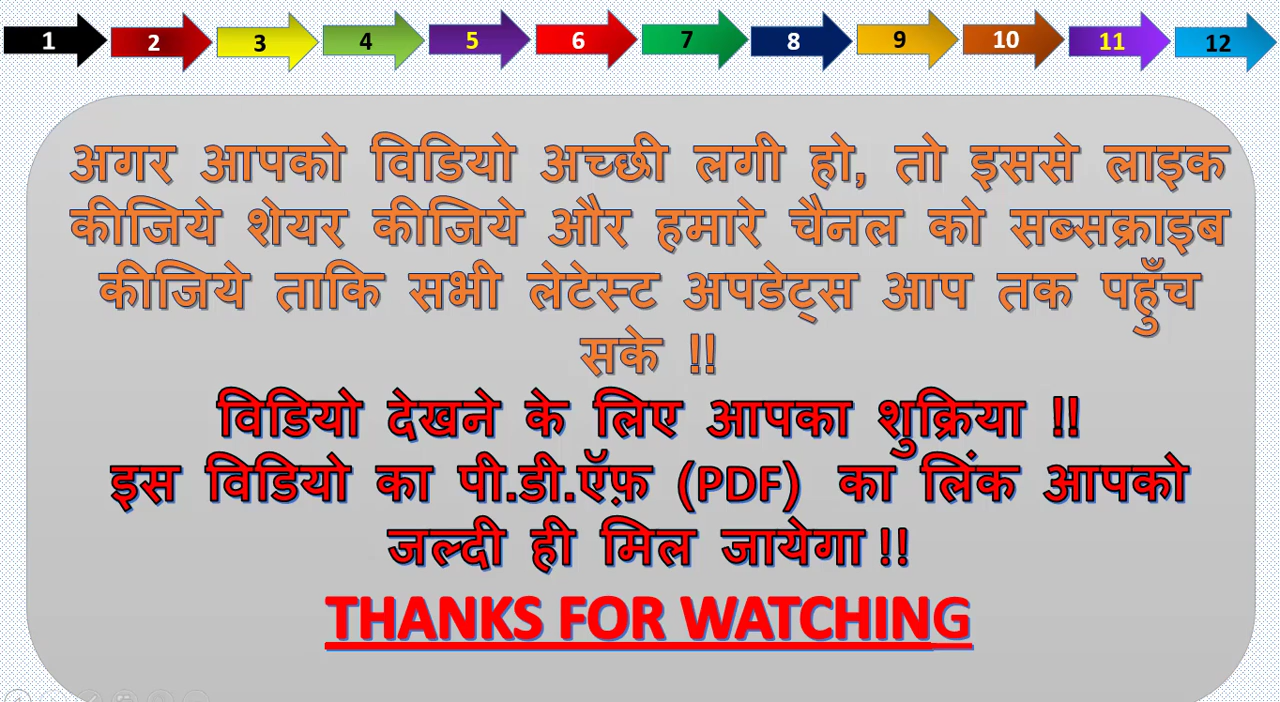 1 2 3 4 5 6 7 8 9 10 11 12
अगर आपको विडियो अच्छी लगी हो, तो इससे लाइक
कीजिये शेयर कीजिये और हमारे चैनल को सब्सक्राइब
कीजिये ताकि सभी लेटेस्ट अपडेट्स आप तक पहुँच
सके !!
विडियो देखने के लिए आपका शुक्रिया !!
इस विडियो का पी.डी.ऍफ़ (PDF) का लिंक आपको
जल्दी ही मिल जायेगा !!
THANKS FOR WATCHING